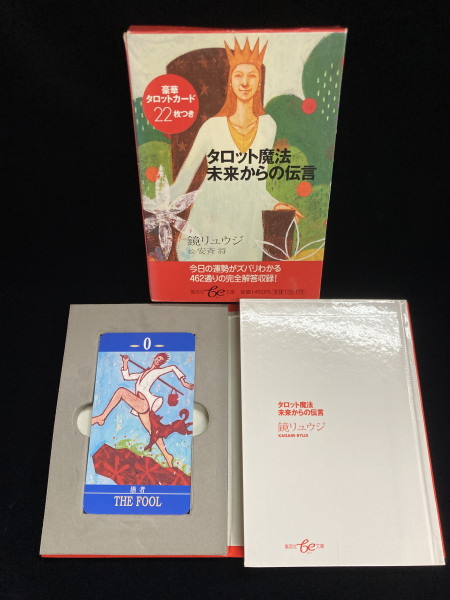 豪華
タロットカード
22枚つき
タロット魔法
未来からの伝言
鏡リュウジ
絵・安斉 将
今日の運勢がズバリわかる
462通りの完全解答収録!
集英社be文庫
0
愚者
THE FOOL
タロット魔法
未来からの伝言
鏡リュウジ
KAGAMI RYUJI
集英社be文庫